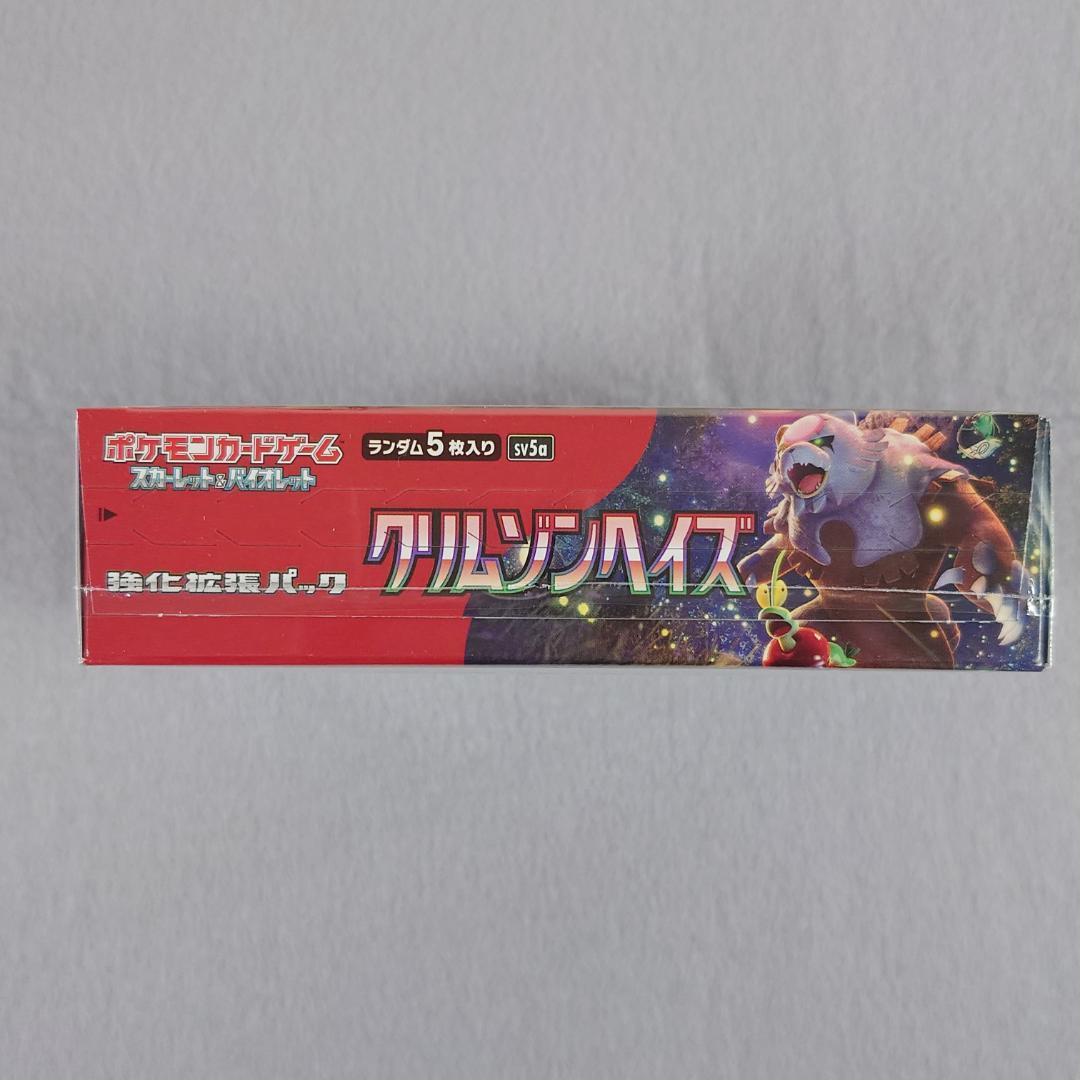 ポケモンカードゲーム
スカーレット&バイオレット
ランダム5枚入り
sv5a
クリムゾンヘイズ
強化拡張パック